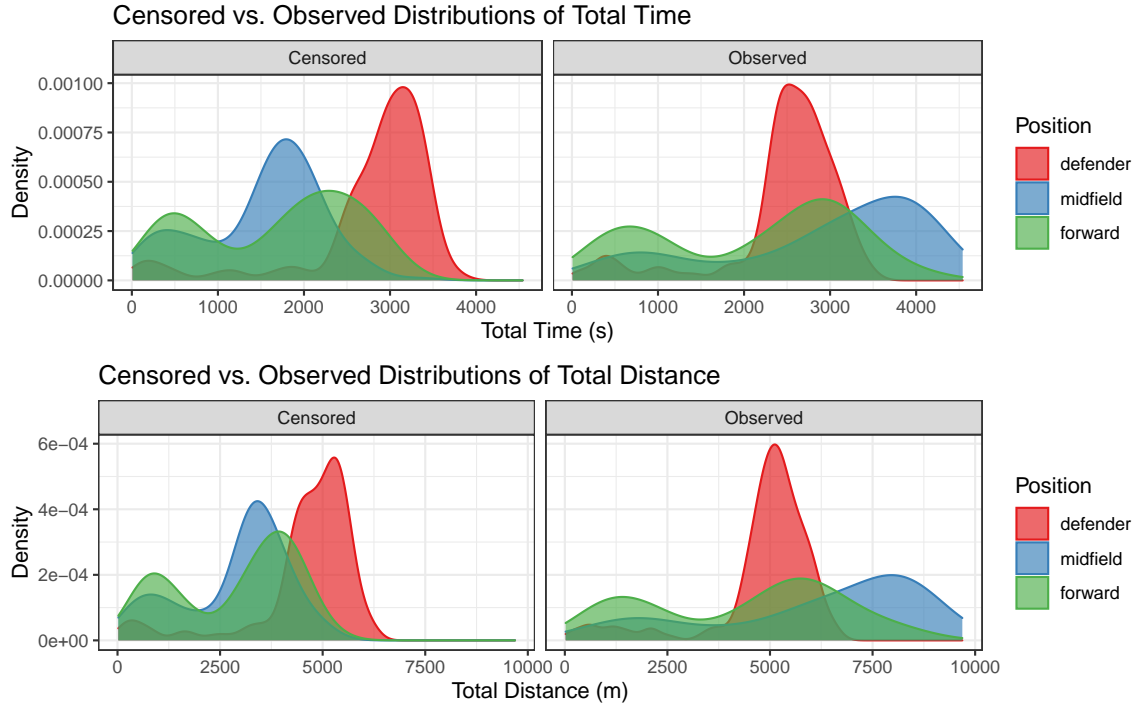 Censored vs. Observed Distributions of Total Time
Censored Observed
0.00100
0.00075
0.00050
0.00025
0.00000
Density
0 1000 2000 3000 4000 0 1000 2000 3000 4000
Total Time (s)
Position
defender
midfield
forward
Censored vs. Observed Distributions of Total Distance
Censored Observed
6e−04
4e−04
2e−04
0e+00
Density
0 2500 5000 7500 10000 0 2500 5000 7500 10000
Total Distance (m)
Position
defender
midfield
forward